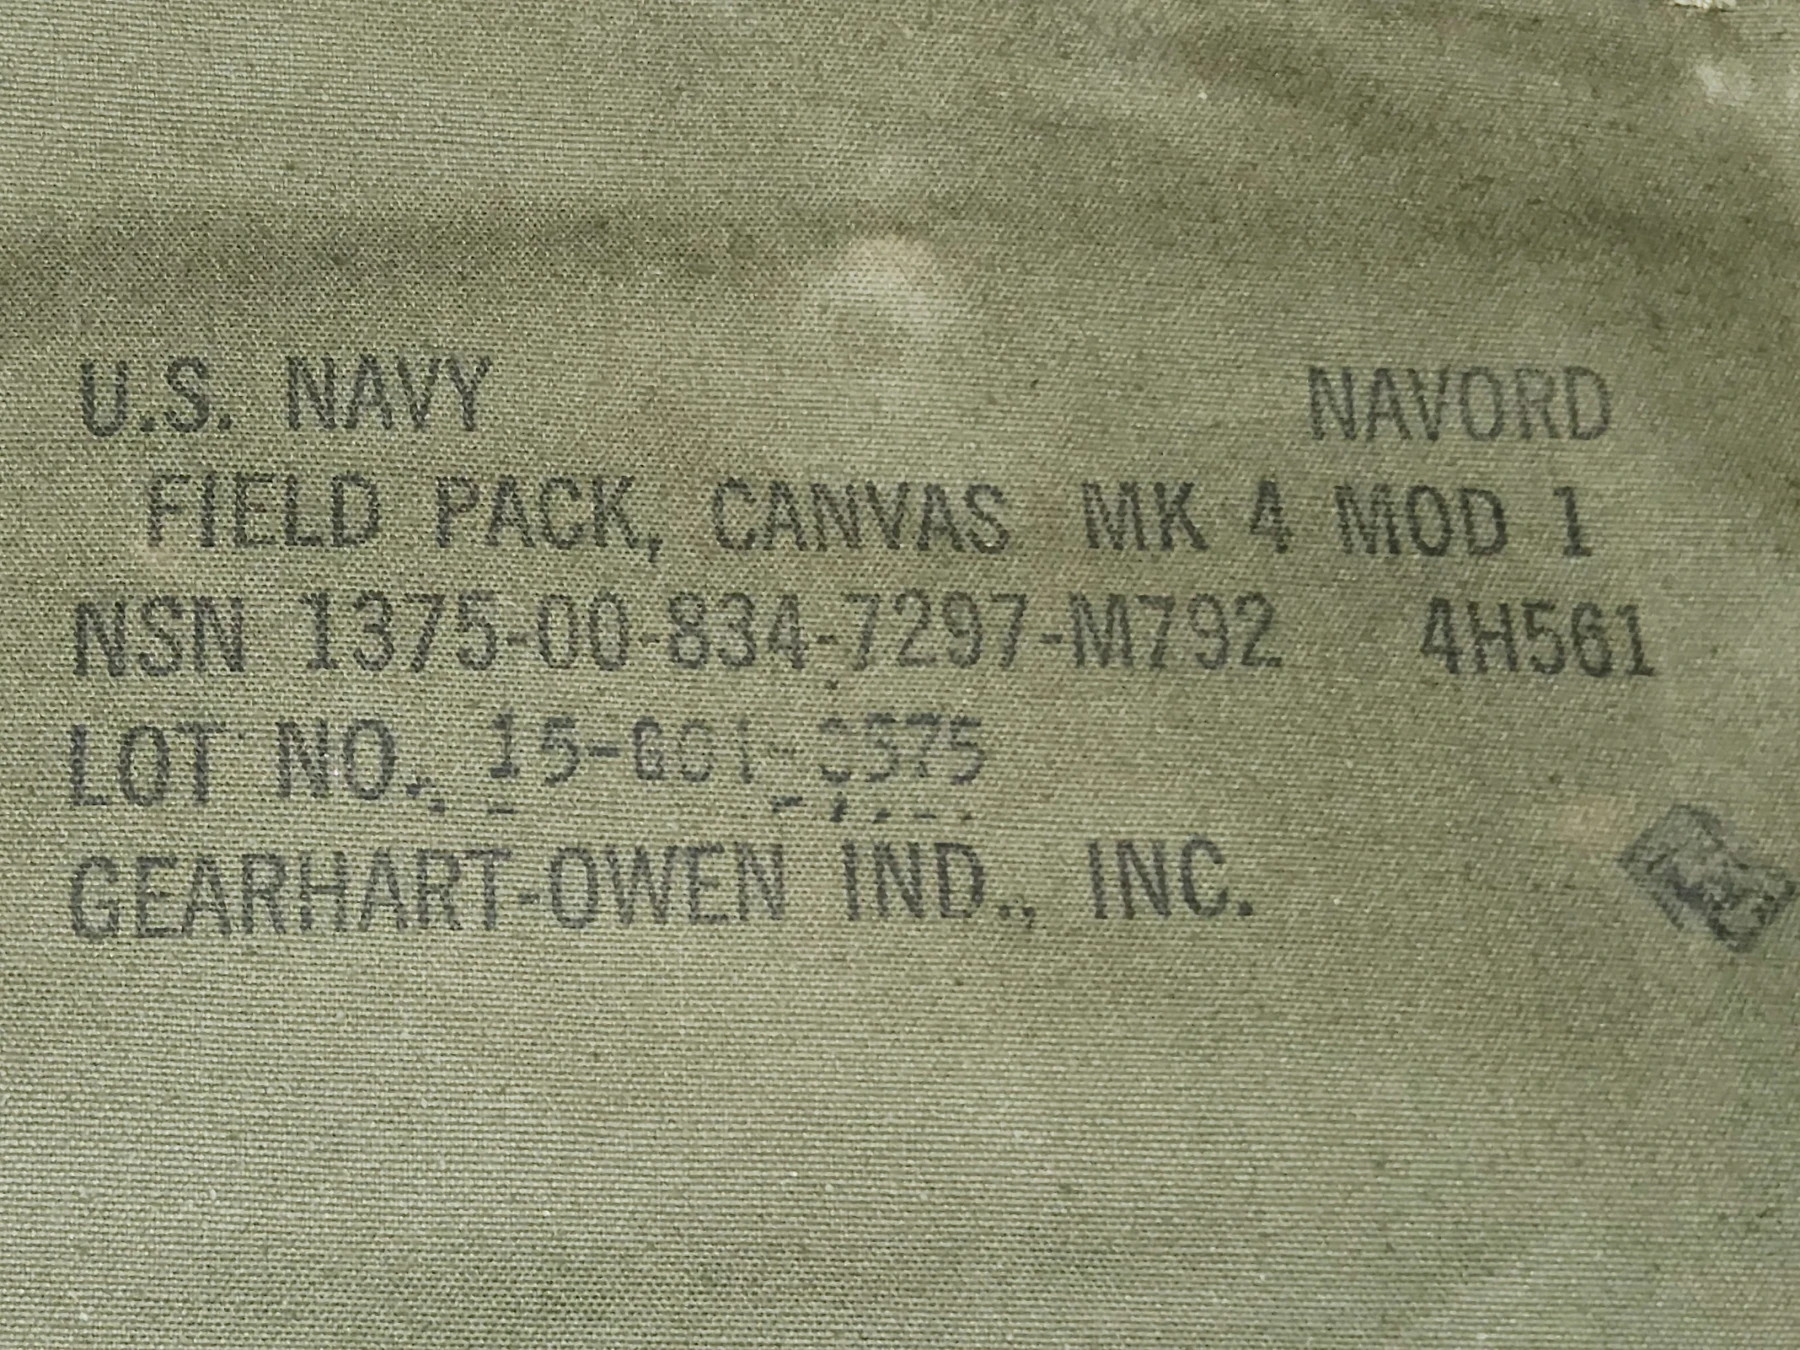 U.S. NAVY NAVORD
FIELD PACK, CANVAS MK 4 MOD 1
NSN 1375-00-834-7297-M792 4H561
LOT NO.
GEARHART-OWEN IND., INC.